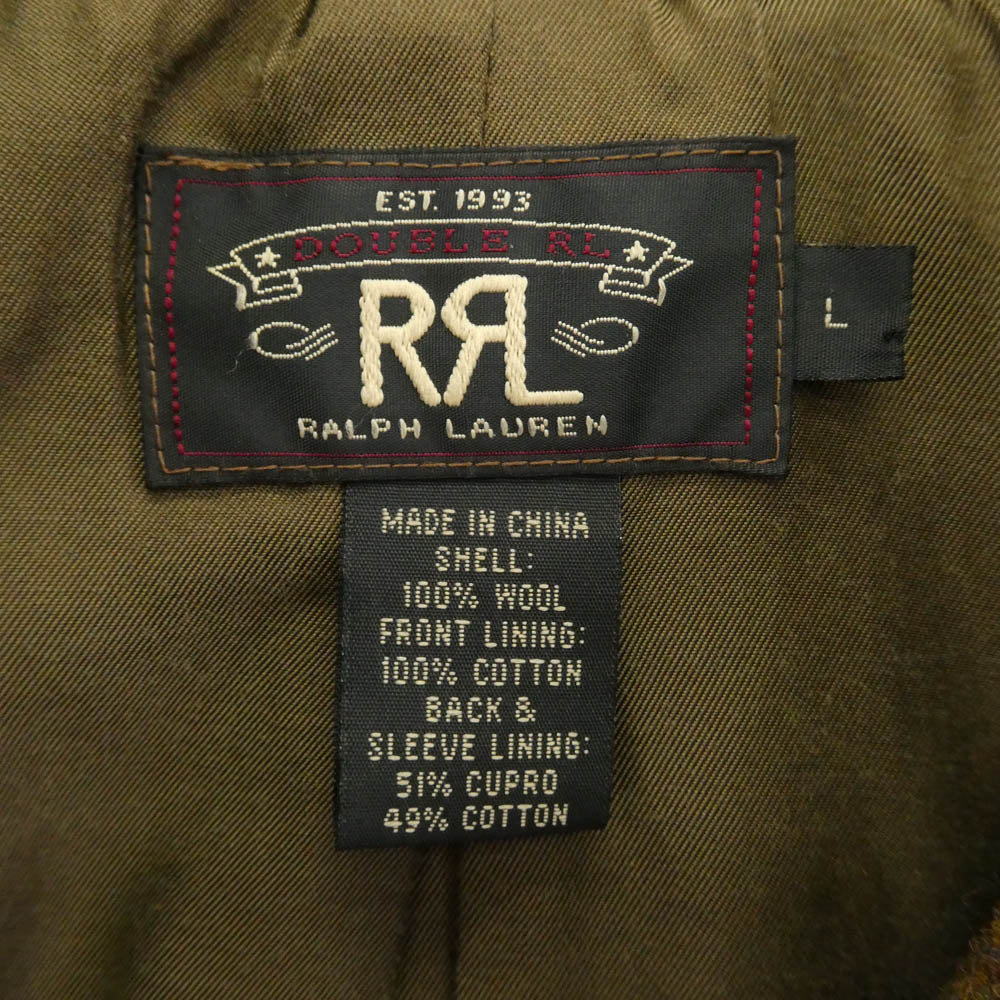 EST. 1993
DOUBLE RL
RRL
RALPH LAUREN
L
MADE IN CHINA
SHELL:
100% WOOL
FRONT LINING:
100% COTTON
BACK &
SLEEVE LINING:
51% CUPRO
49% COTTON